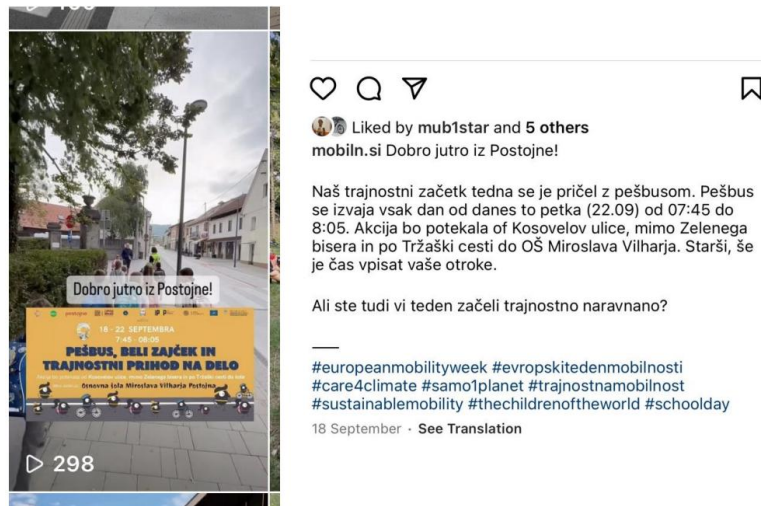 Dobro jutro iz Postojne!
18 - 22 SEPTEMBRA
7:45 - 08:05
PEŠBUS, BELI ZAJČEK IN
TRAJNOSTNI PRIHOD NA DELO
Osnovna šola Miroslava Vilharja Postojna
298
Liked by mub1star and 5 others
mobiln.si Dobro jutro iz Postojne!
Naš trajnostni začetk tedna se je pričel z pešbusom. Pešbus
se izvaja vsak dan od danes to petka (22.09) od 07:45 do
8:05. Akcija bo potekala of Kosovelov ulice, mimo Zelenega
bisera in po Tržaški cesti do OŠ Miroslava Vilharja. Starši, še
je čas vpisat vaše otroke.
Ali ste tudi vi teden začeli trajnostno naravnano?
#europeanmobilityweek #evropskitedenmobilnosti
#care4climate #samo1planet #trajnostnamobilnost
#sustainablemobility #thechildrenoftheworld #schoolday
18 September · See Translation